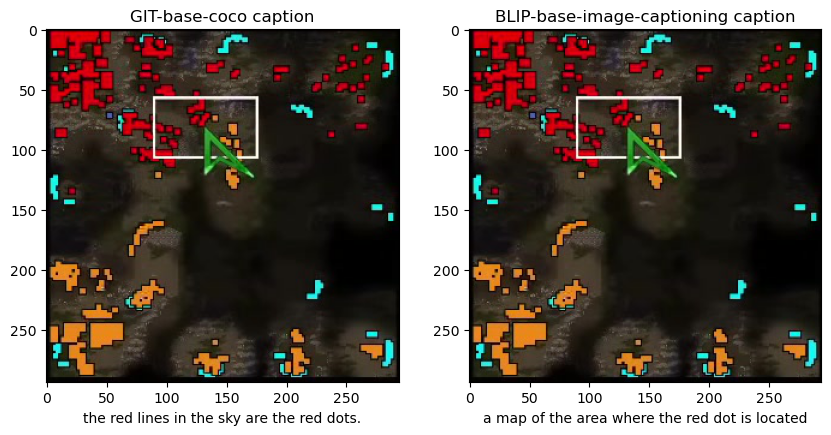 GIT-base-coco caption
BLIP-base-image-captioning caption
0
50
100
150
200
250
0 50 100 150 200 250
the red lines in the sky are the red dots.
0
50
100
150
200
250
0 50 100 150 200 250
a map of the area where the red dot is located